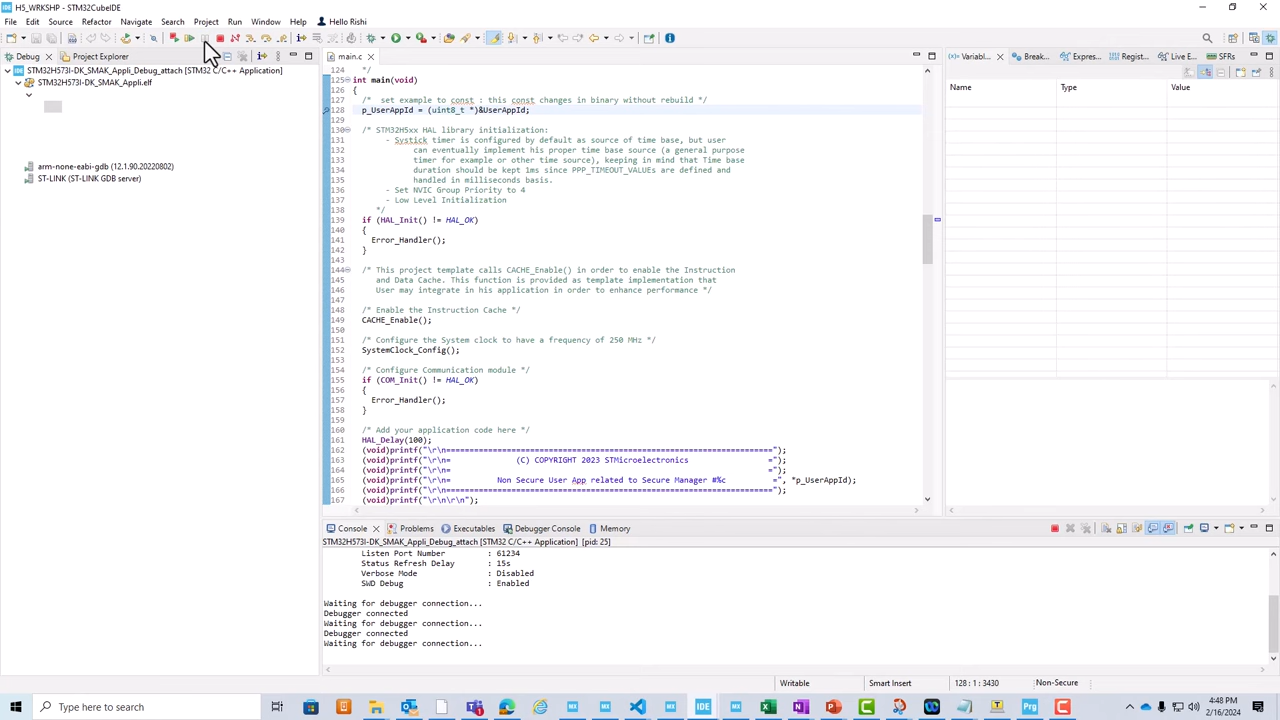 H5_WRKSHP - STM32CubeIDE
File Edit Source Refactor Navigate Search Project Run Window Help Hello Rishi
Debug Project Explorer
STM32H573I-DK_SMAK_Appli_Debug_attach [STM32 C/C++ Application]
STM32H573I-DK_SMAK_Appli.elf
arm-none-eabi-gdb (12.1.90.20220802)
ST-LINK (ST-LINK GDB server)
main.c
124 */
125 int main(void)
126 {
127 /* set example to const : this const changes in binary without rebuild */
128 p_UserAppId = (uint8_t *)&UserAppId;
129
130 /* STM32H5xx HAL library initialization:
131 - Systick timer is configured by default as source of time base, but user
132 can eventually implement his proper time base source (a general purpose
133 timer for example or other time source), keeping in mind that Time base
134 duration should be kept 1ms since PPP_TIMEOUT_VALUEs are defined and
135 handled in milliseconds basis.
136 - Set NVIC Group Priority to 4
137 - Low Level Initialization
138 */
139 if (HAL_Init() != HAL_OK)
140 {
141 Error_Handler();
142 }
143
144 /* This project template calls CACHE_Enable() in order to enable the Instruction
145 and Data Cache. This function is provided as template implementation that
146 User may integrate in his application in order to enhance performance */
147
148 /* Enable the Instruction Cache */
149 CACHE_Enable();
150
151 /* Configure the System clock to have a frequency of 250 MHz */
152 SystemClock_Config();
153
154 /* Configure Communication module */
155 if (COM_Init() != HAL_OK)
156 {
157 Error_Handler();
158 }
159
160 /* Add your application code here */
161 HAL_Delay(100);
162 (void)printf("\r\n======================================================================");
163 (void)printf("\r\n= (C) COPYRIGHT 2023 STMicroelectronics =");
164 (void)printf("\r\n= =");
165 (void)printf("\r\n= Non Secure User App related to Secure Manager #%c =", *p_UserAppId);
166 (void)printf("\r\n======================================================================");
167 (void)printf("\r\n\r\n");
Variabl... Break... Expres... Regist... Live E... SFRs
Name Type Value
Console Problems Executables Debugger Console Memory
STM32H573I-DK_SMAK_Appli_Debug_attach [STM32 C/C++ Application] [pid: 25]
Listen Port Number : 61234
Status Refresh Delay : 15s
Verbose Mode : Disabled
SWD Debug : Enabled
Waiting for debugger connection...
Debugger connected
Waiting for debugger connection...
Debugger connected
Waiting for debugger connection...
Writable Smart Insert 128 : 1 : 3430 Non-Secure
Type here to search
IDE
4:48 PM
2/16/2024